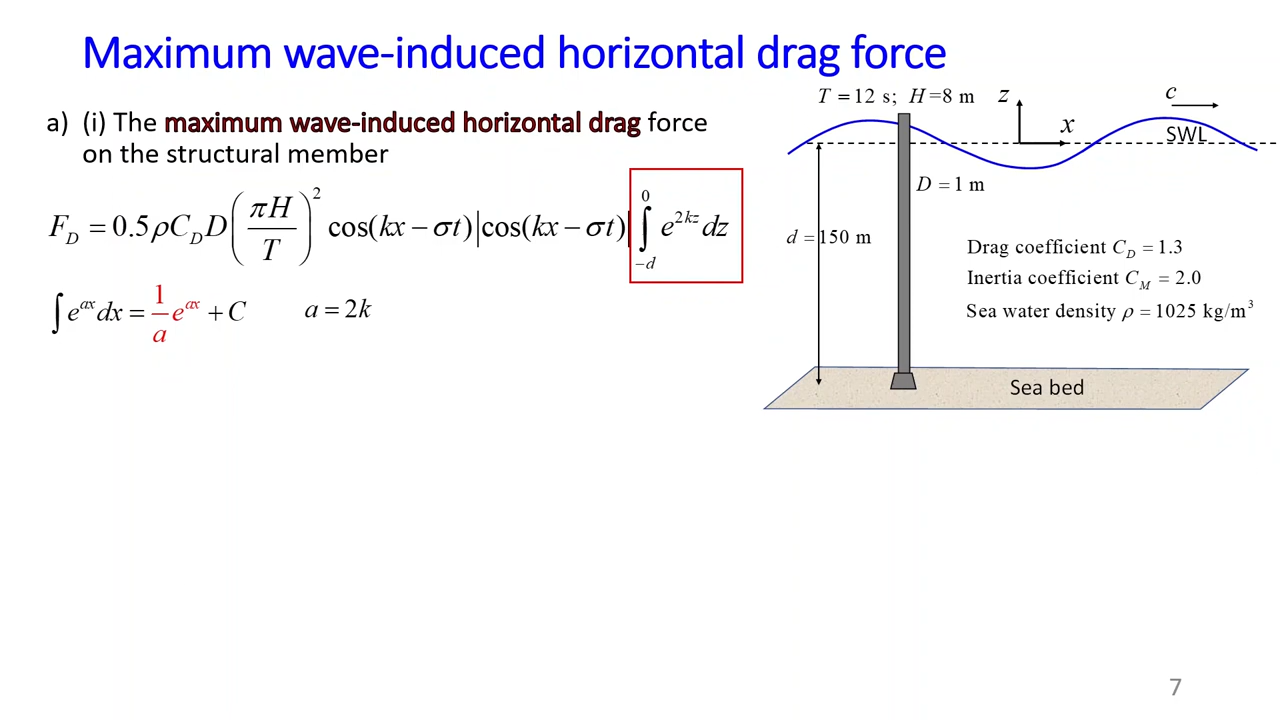 Maximum wave-induced horizontal drag force
a) (i) The maximum wave-induced horizontal drag force
on the structural member
F_D = 0.5ρC_D D(πH/T)² cos(kx − σt)|cos(kx − σt)| ∫_{−d}^{0} e^{2kz} dz
∫ e^{ax} dx = 1/a e^{ax} + C a = 2k
T = 12 s; H = 8 m z
c
x
SWL
D = 1 m
d = 150 m
Drag coefficient C_D = 1.3
Inertia coefficient C_M = 2.0
Sea water density ρ = 1025 kg/m³
Sea bed
7